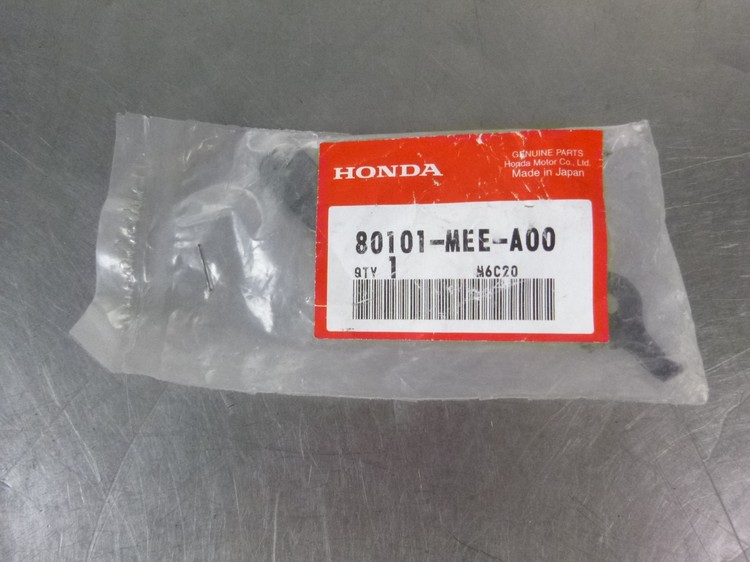 HONDA
GENUINE PARTS
Honda Motor Co., Ltd.
Made in Japan
80101-MEE-A00
QTY 1 M6C20